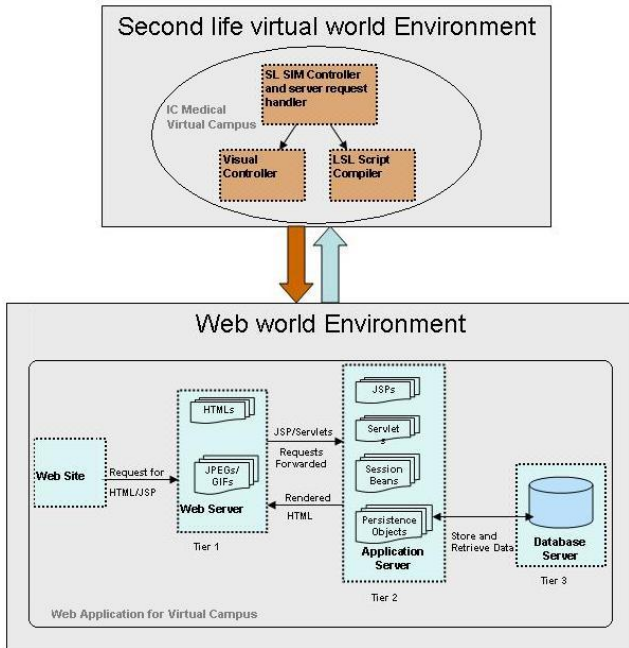 Second life virtual world Environment
SL SIM Controller
and server request
handler
IC Medical
Virtual Campus
Visual
Controller
LSL Script
Compiler
Web world Environment
JSPs
HTMLs
JSP/Servlets
Servlet
s
Requests
Forwarded
Web Site
Request for
HTML/JSP
JPEGs/
GIFs
Session
Beans
Web Server
Rendered
HTML
Persistence
Objects
Application
Server
Store and
Retrieve Data
Database
Server
Tier 1
Tier 2
Tier 3
Web Application for Virtual Campus